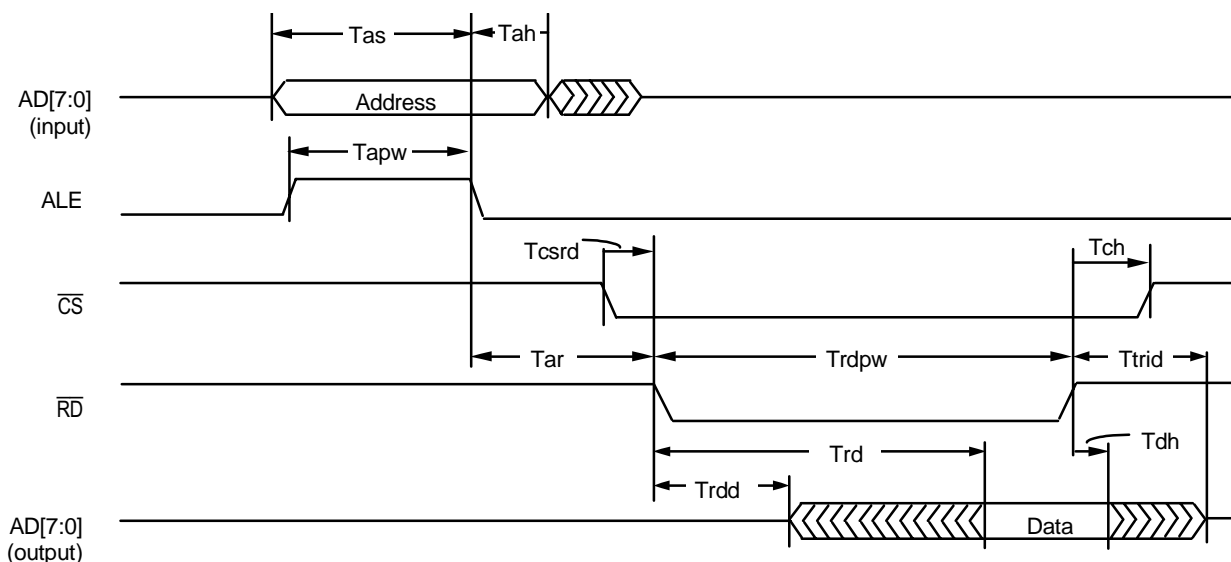 Tas
Tah
AD[7:0]
(input)
Address
Tapw
ALE
Tcsrd
Tch
CS
Tar
Trdpw
Ttrid
RD
Trd
Tdh
Trdd
AD[7:0]
(output)
Data